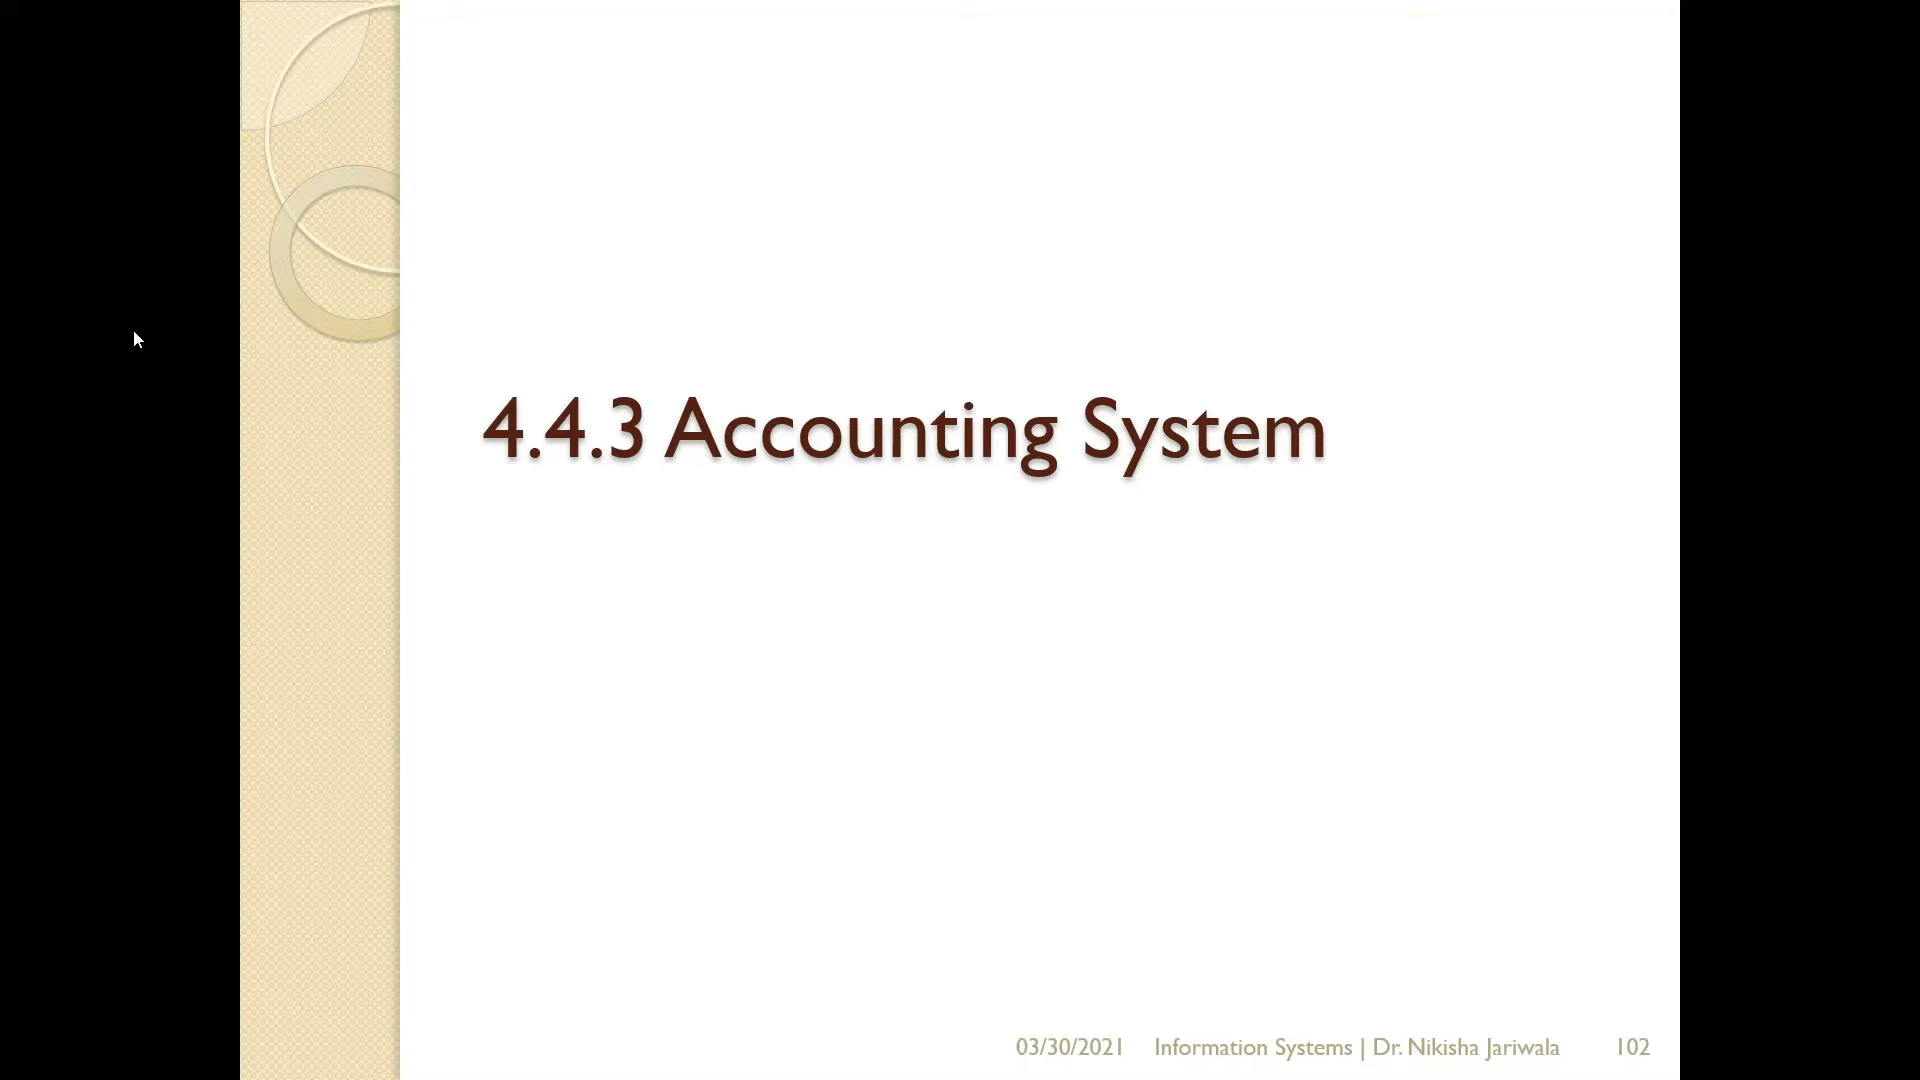 4.4.3 Accounting System
03/30/2021 Information Systems | Dr. Nikisha Jariwala 102